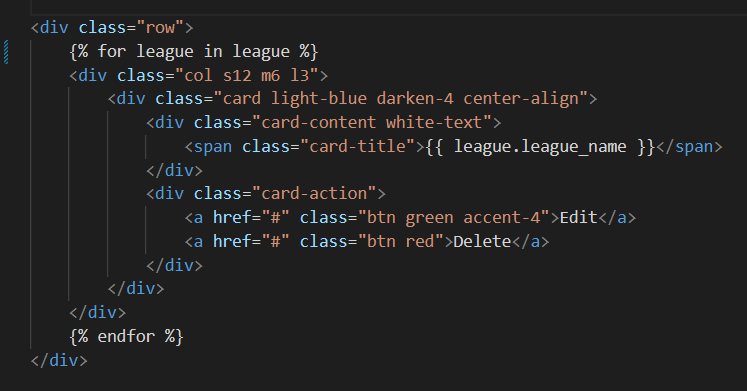 <div class="row">
{% for league in league %}
<div class="col s12 m6 l3">
<div class="card light-blue darken-4 center-align">
<div class="card-content white-text">
<span class="card-title">{{ league.league_name }}</span>
</div>
<div class="card-action">
<a href="#" class="btn green accent-4">Edit</a>
<a href="#" class="btn red">Delete</a>
</div>
</div>
</div>
{% endfor %}
</div>